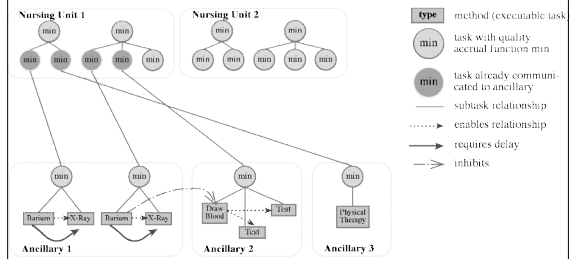 Nursing Unit 1
Nursing Unit 2
min min min min
min min min min min min min min min min
min min min min
Barium X-Ray Barium X-Ray
Draw
Blood
Test
Test
Physical
Therapy
Ancillary 1
Ancillary 2
Ancillary 3
type method (executable task)
min task with quality
accrual function min
min task already communi-
cated to ancillary
subtask relationship
enables relationship
requires delay
inhibits